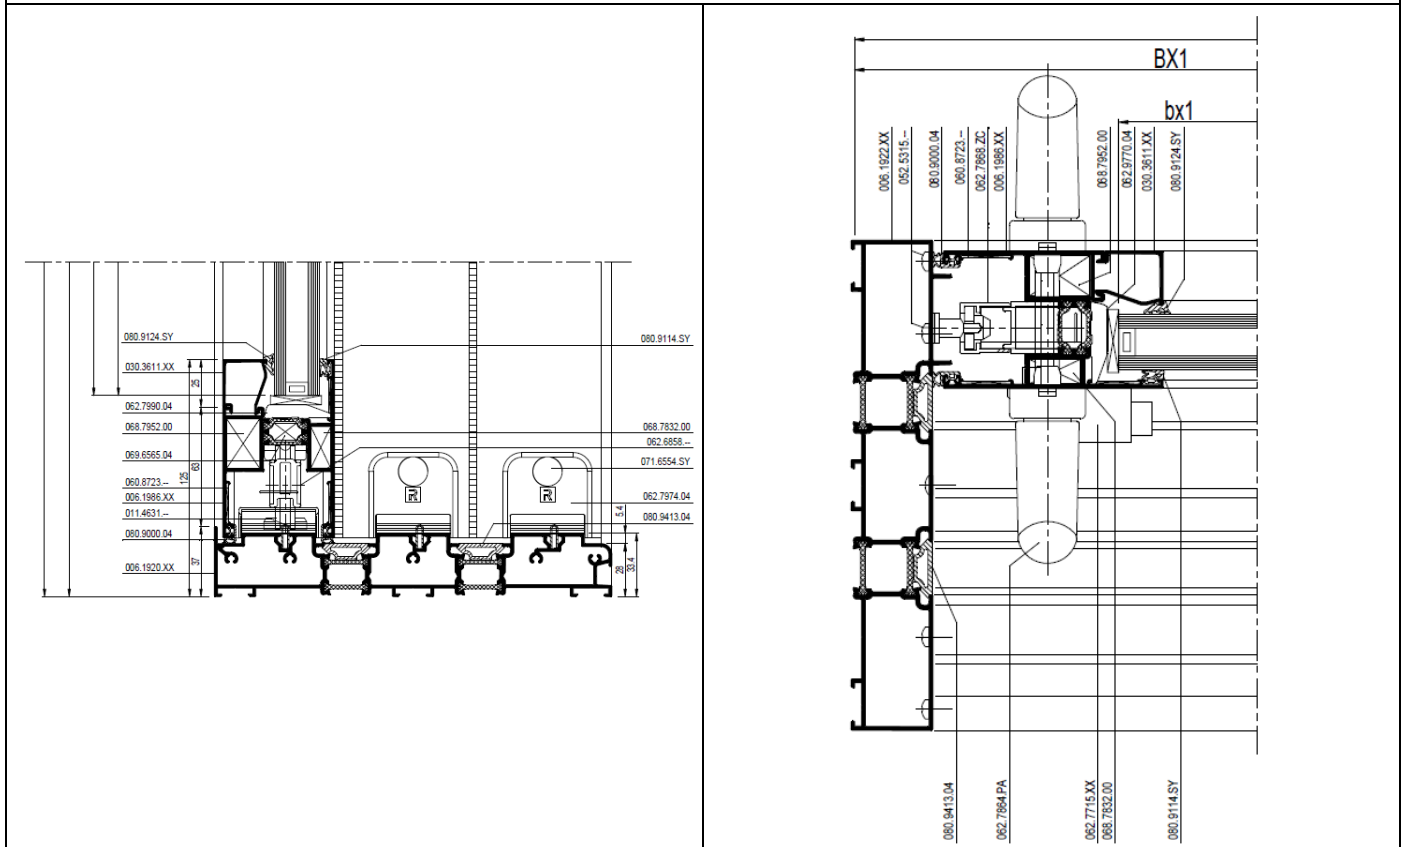 080.9124.SY
030.3611.XX
062.7990.04
068.7952.00
069.6565.04
060.8723.--
006.1986.XX
011.4631.--
080.9000.04
006.1920.XX
25
63
125
37
080.9114.SY
068.7832.00
062.6858.--
071.6554.SY
062.7974.04
080.9413.04
R
R
5.4
28
33.4
BX1
bx1
006.1922.XX
052.5315.--
080.9000.04
060.8723.--
062.7868.ZC
006.1986.XX
068.7952.00
062.9770.04
030.3611.XX
080.9124.SY
080.9413.04
062.7864.PA
062.7715.XX
068.7832.00
080.9114.SY